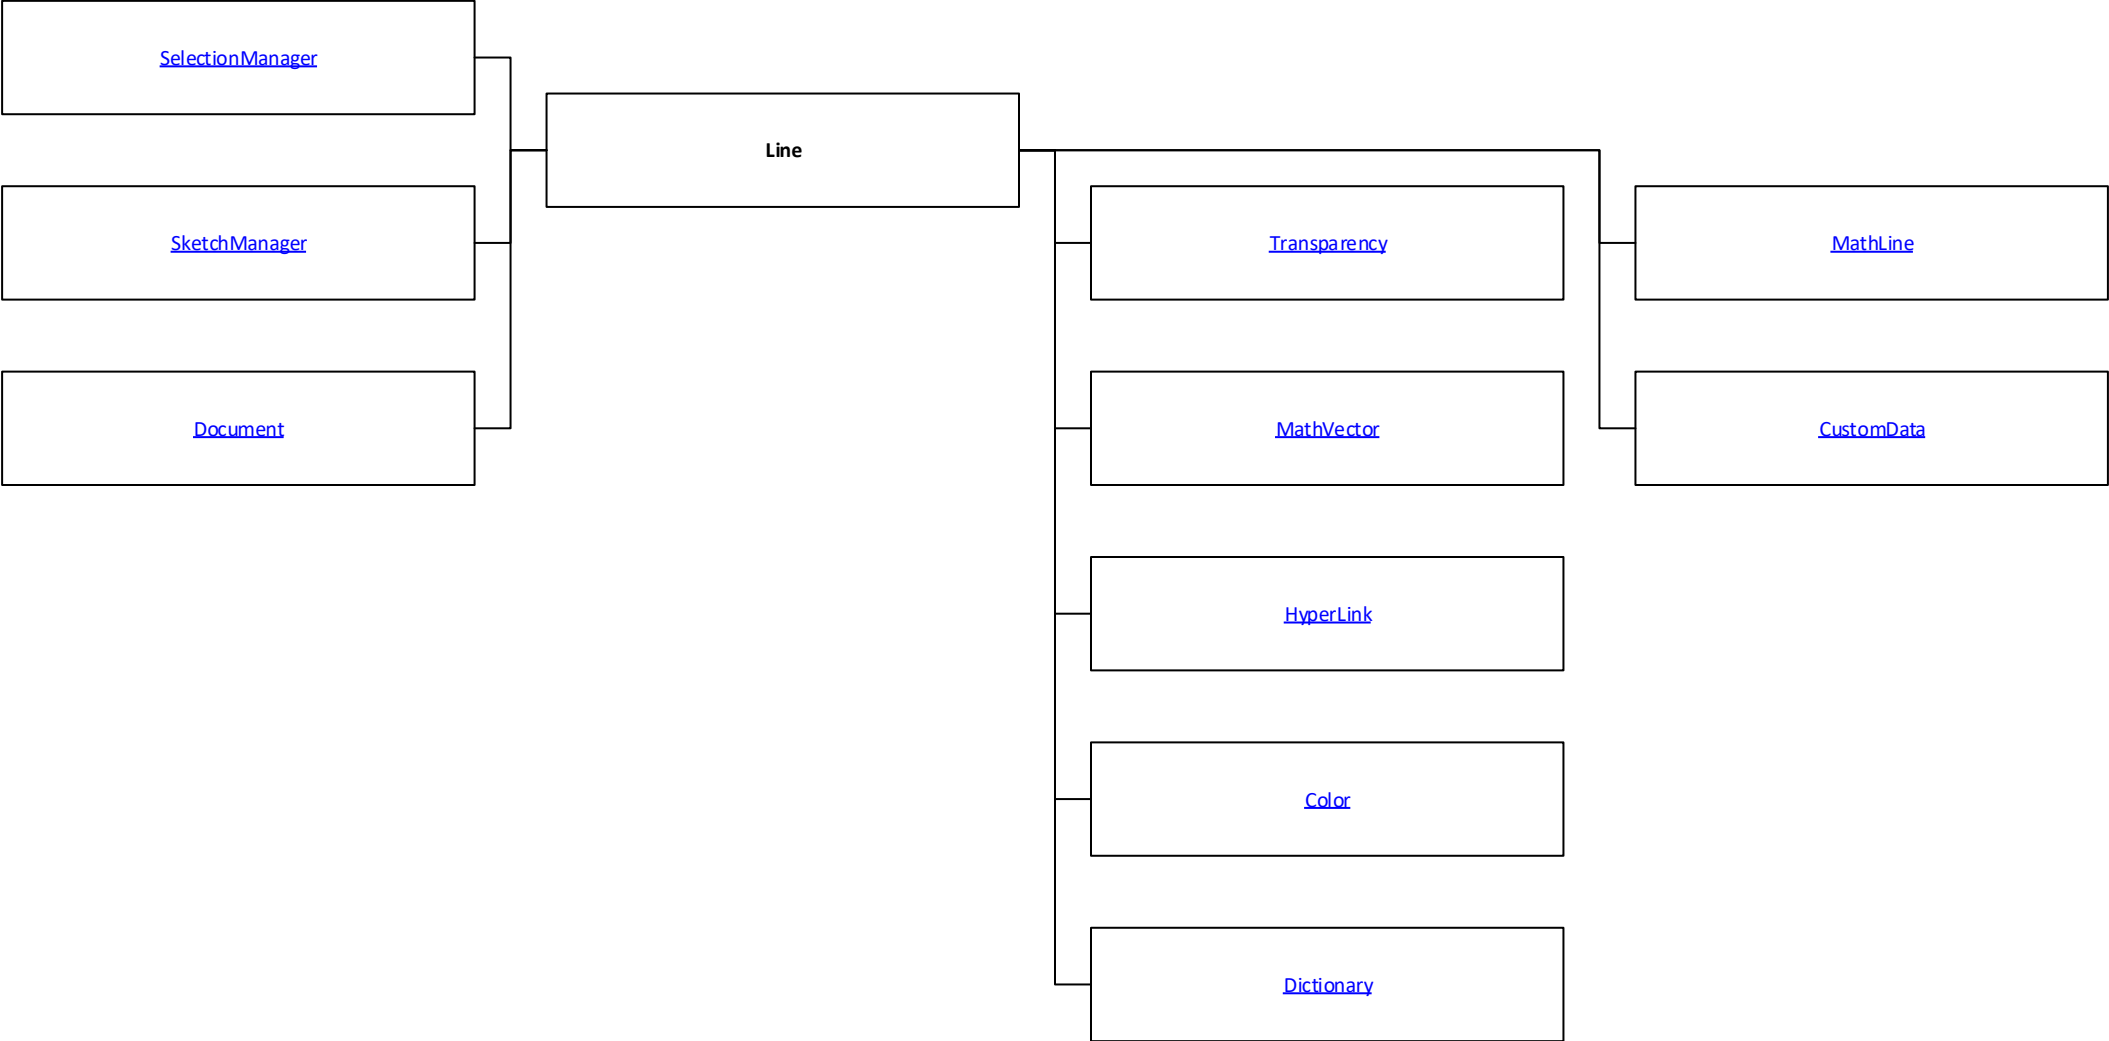 SelectionManager
Line
SketchManager
Transparency
MathLine
Document
MathVector
CustomData
HyperLink
Color
Dictionary